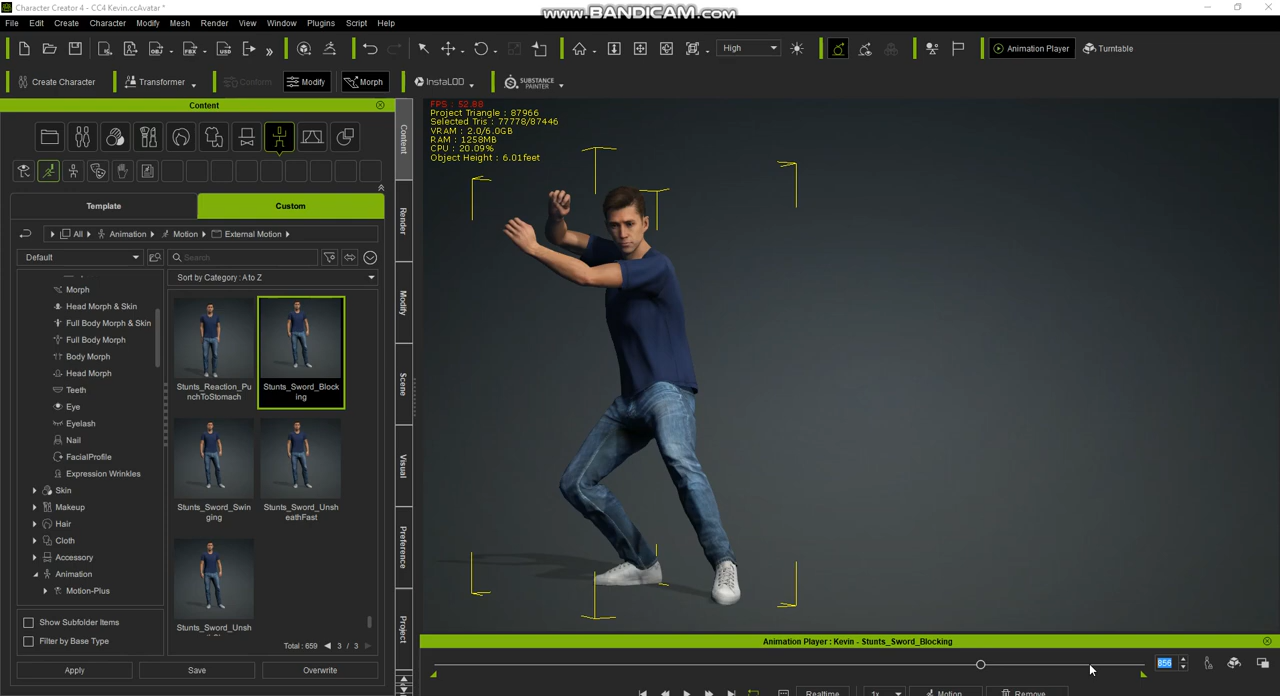 Character Creator 4 - CC4 Kevin.ccAvatar *
www.BANDICAM.com
File Edit Create Character Modify Mesh Render View Window Plugins Script Help
High
Animation Player
Turntable
Create Character
Transformer
Conform
Modify
Morph
InstaLOD
SUBSTANCE PAINTER
Content
Template
Custom
All
Animation
Motion
External Motion
Default
Search
Sort by Category : A to Z
Morph
Head Morph & Skin
Full Body Morph & Skin
Full Body Morph
Body Morph
Head Morph
Teeth
Eye
Eyelash
Nail
FacialProfile
Expression Wrinkles
Skin
Makeup
Hair
Cloth
Accessory
Animation
Motion-Plus
Show Subfolder Items
Filter by Base Type
Stunts_Reaction_Pu
nchToStomach
Stunts_Sword_Block
ing
Stunts_Sword_Swin
ging
Stunts_Sword_Unsh
eathFast
Stunts_Sword_Unsh
Total : 659
3 / 3
Apply
Save
Overwrite
Content
Render
Modify
Scene
Visual
Preference
Project
FPS : 52.88
Project Triangle : 87966
Selected Tris : 77778/87446
VRAM : 2.0/6.0GB
RAM : 1258MB
CPU : 20.09%
Object Height : 6.01feet
Animation Player : Kevin - Stunts_Sword_Blocking
856
Realtime
1x
Motion
Remove